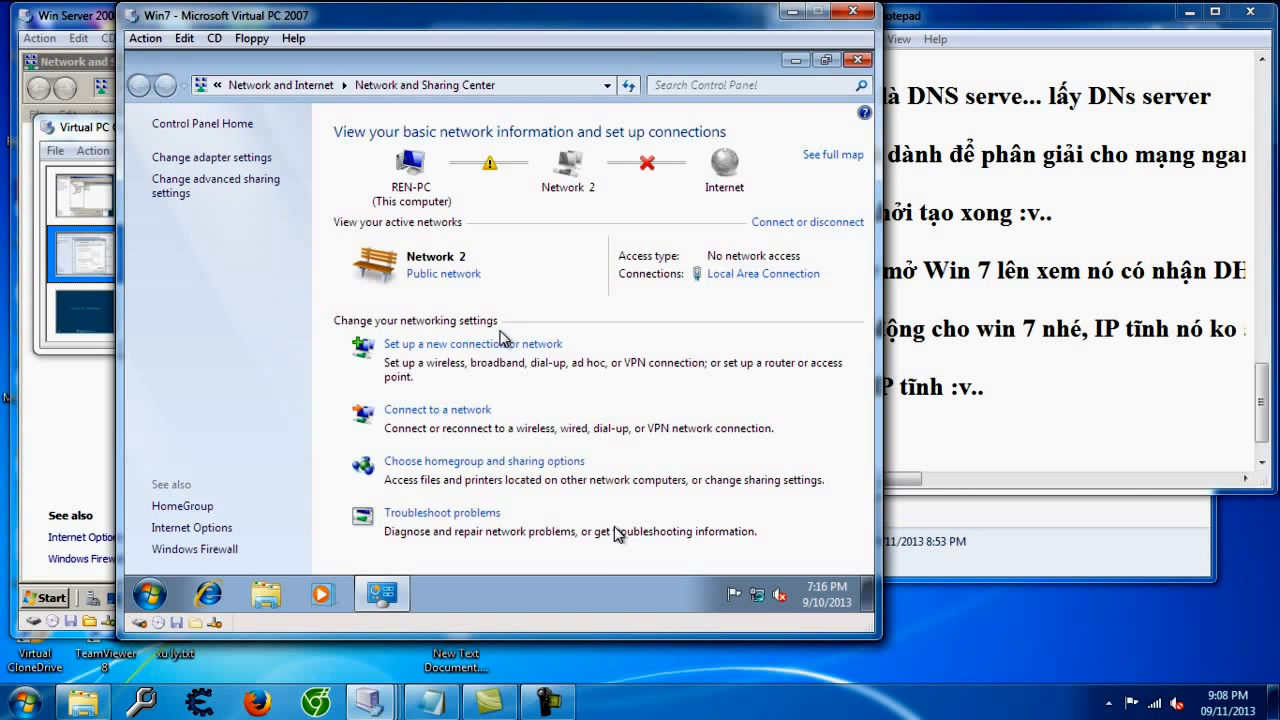 Win Server 200
Action Edit CD
Network and S
Virtual PC C
File Action
See also
Internet Optio
Windows Firew
Start
Win7 - Microsoft Virtual PC 2007
Action Edit CD Floppy Help
« Network and Internet Network and Sharing Center
Search Control Panel
Control Panel Home
Change adapter settings
Change advanced sharing
settings
See also
HomeGroup
Internet Options
Windows Firewall
View your basic network information and set up connections
See full map
REN-PC
(This computer)
Network 2
Internet
View your active networks
Connect or disconnect
Network 2
Public network
Access type: No network access
Connections: Local Area Connection
Change your networking settings
Set up a new connection or network
Set up a wireless, broadband, dial-up, ad hoc, or VPN connection; or set up a router or access
point.
Connect to a network
Connect or reconnect to a wireless, wired, dial-up, or VPN network connection.
Choose homegroup and sharing options
Access files and printers located on other network computers, or change sharing settings.
Troubleshoot problems
Diagnose and repair network problems, or get troubleshooting information.
7:16 PM
9/10/2013
otepad
View Help
là DNS serve... lấy DNs server
dành để phân giải cho mạng ngan
ởi tạo xong :v..
mở Win 7 lên xem nó có nhận DH
ộng cho win 7 nhé, IP tĩnh nó ko
P tĩnh :v..
/11/2013 8:53 PM
Virtual
CloneDrive
TeamViewer
8
xu ly.txt
New Text
Document....
9:08 PM
09/11/2013